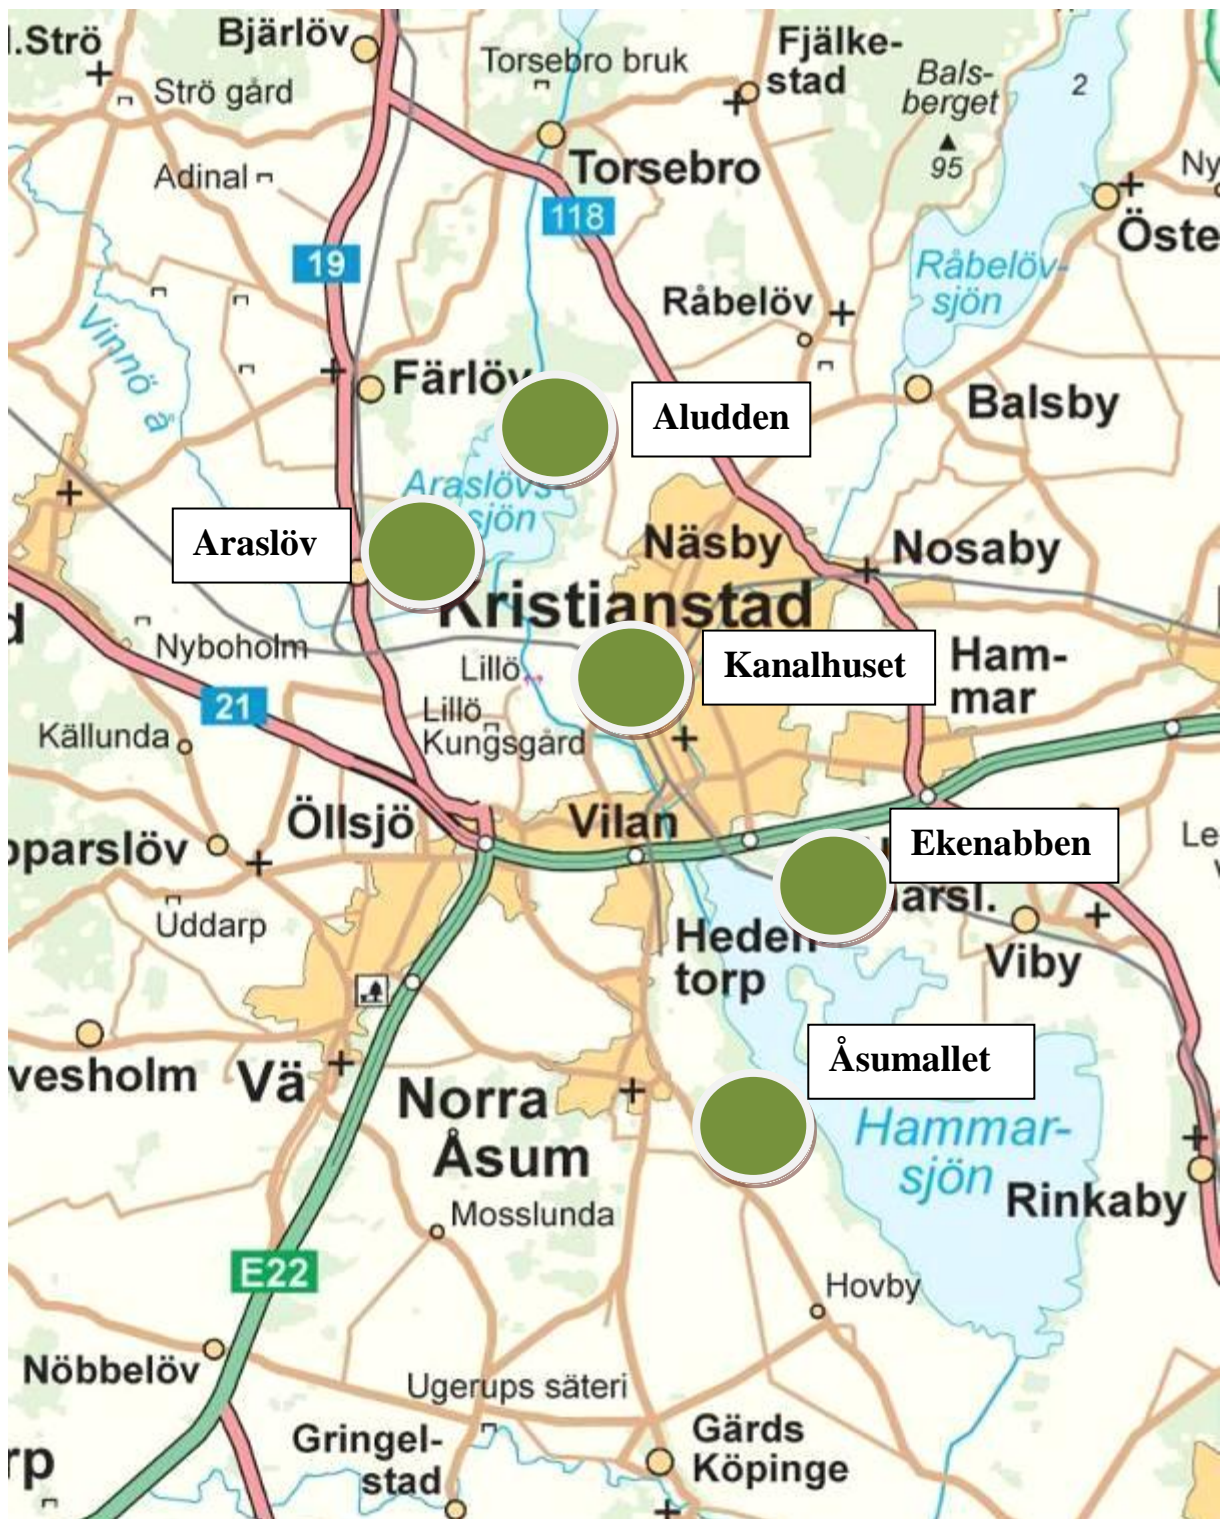 l.Strö
Bjärlöv
Torsebro bruk
Fjälke-
stad
Bals-
berget
2
Strö gård
95
Adinal
Torsebro
Ny
118
Öste
19
Råbelöv-
sjön
Råbelöv
Vinnö å
Färlöv
Aludden
Balsby
Araslövs-
sjön
Araslöv
Näsby
Nosaby
Kristianstad
d
Nyboholm
Lillö
Kanalhuset
Ham-
mar
21
Lillö
Kungsgård
Källunda
Öllsjö
Vilan
Ekenabben
parslöv
Le
V
arsl.
Uddarp
Heden
torp
Viby
Åsumallet
vesholm
Vä
Norra
Åsum
Hammar-
sjön
Rinkaby
Mosslunda
E22
Hovby
Nöbbelöv
Ugerups säteri
Gringel-
stad
Gärds
Köpinge
rp